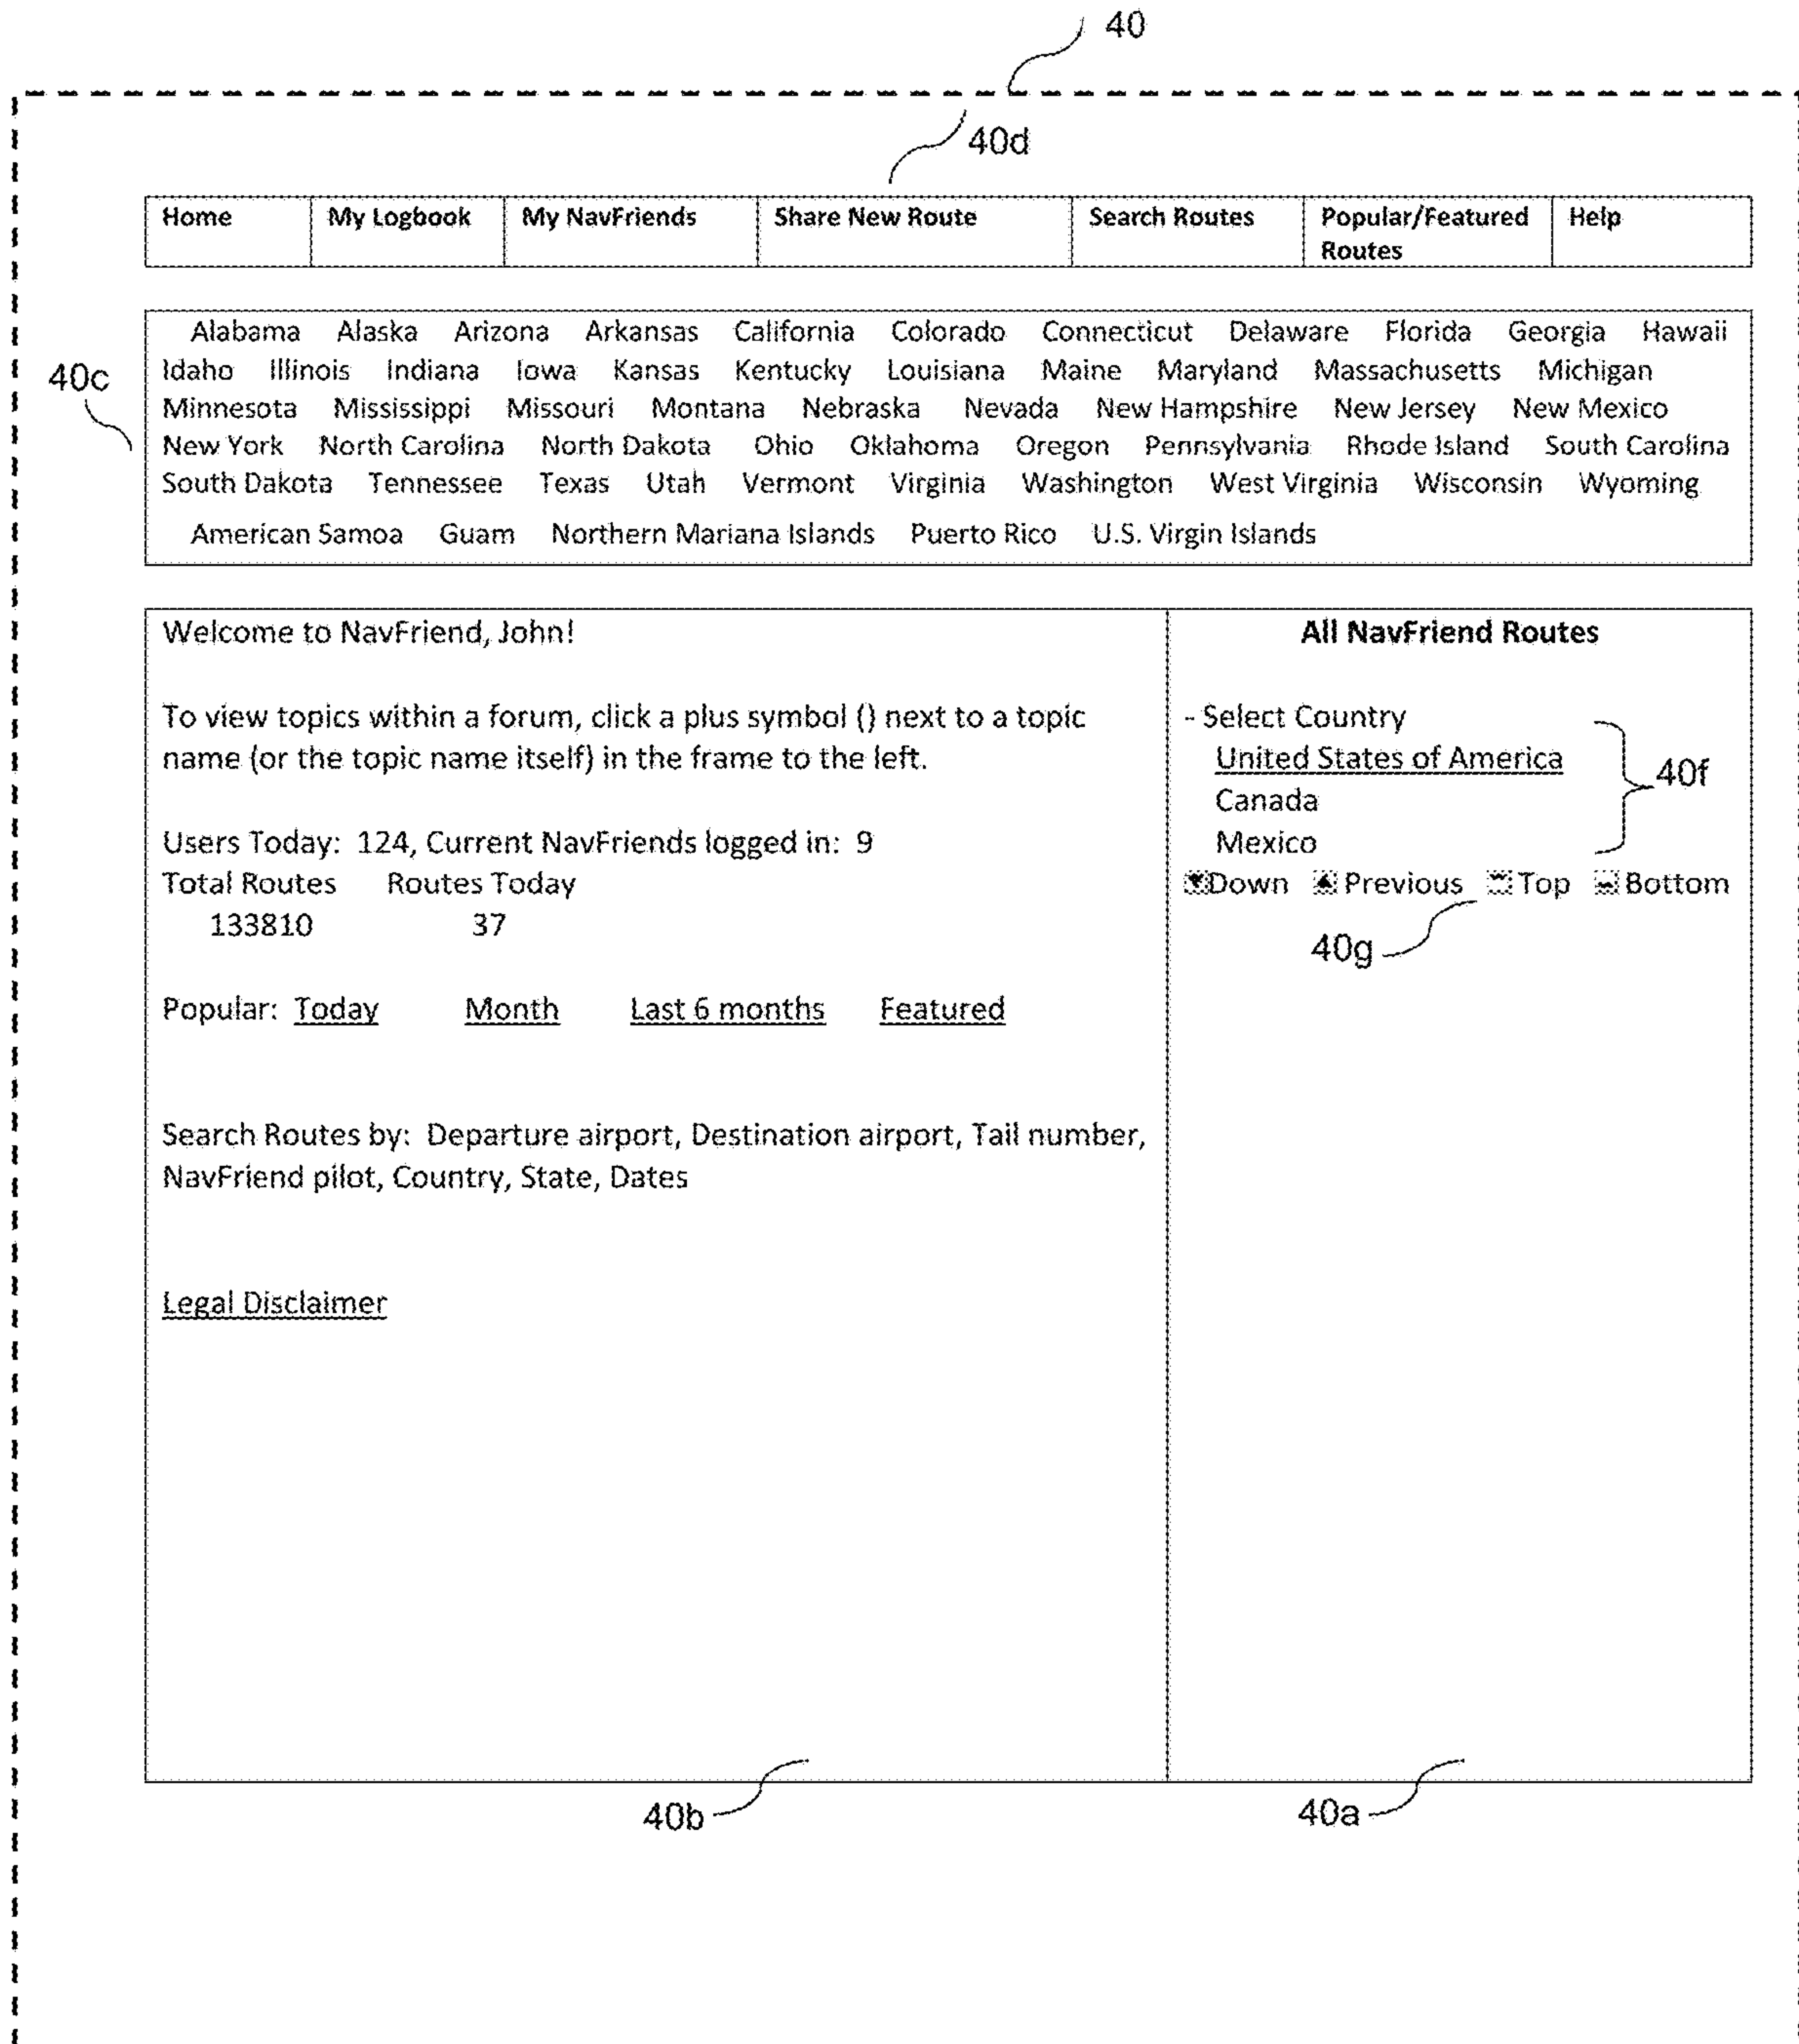 40
40d
Home My Logbook My NavFriends Share New Route Search Routes Popular/Featured Routes Help
Alabama Alaska Arizona Arkansas California Colorado Connecticut Delaware Florida Georgia Hawaii
Idaho Illinois Indiana Iowa Kansas Kentucky Louisiana Maine Maryland Massachusetts Michigan
40c
Minnesota Mississippi Missouri Montana Nebraska Nevada New Hampshire New Jersey New Mexico
New York North Carolina North Dakota Ohio Oklahoma Oregon Pennsylvania Rhode Island South Carolina
South Dakota Tennessee Texas Utah Vermont Virginia Washington West Virginia Wisconsin Wyoming
American Samoa Guam Northern Mariana Islands Puerto Rico U.S. Virgin Islands
Welcome to NavFriend, John!
To view topics within a forum, click a plus symbol () next to a topic
name (or the topic name itself) in the frame to the left.
Users Today: 124, Current NavFriends logged in: 9
Total Routes Routes Today
133810 37
Popular: Today Month Last 6 months Featured
Search Routes by: Departure airport, Destination airport, Tail number,
NavFriend pilot, Country, State, Dates
Legal Disclaimer
All NavFriend Routes
- Select Country
United States of America
40f
Canada
Mexico
Down Previous Top Bottom
40g
40b
40a